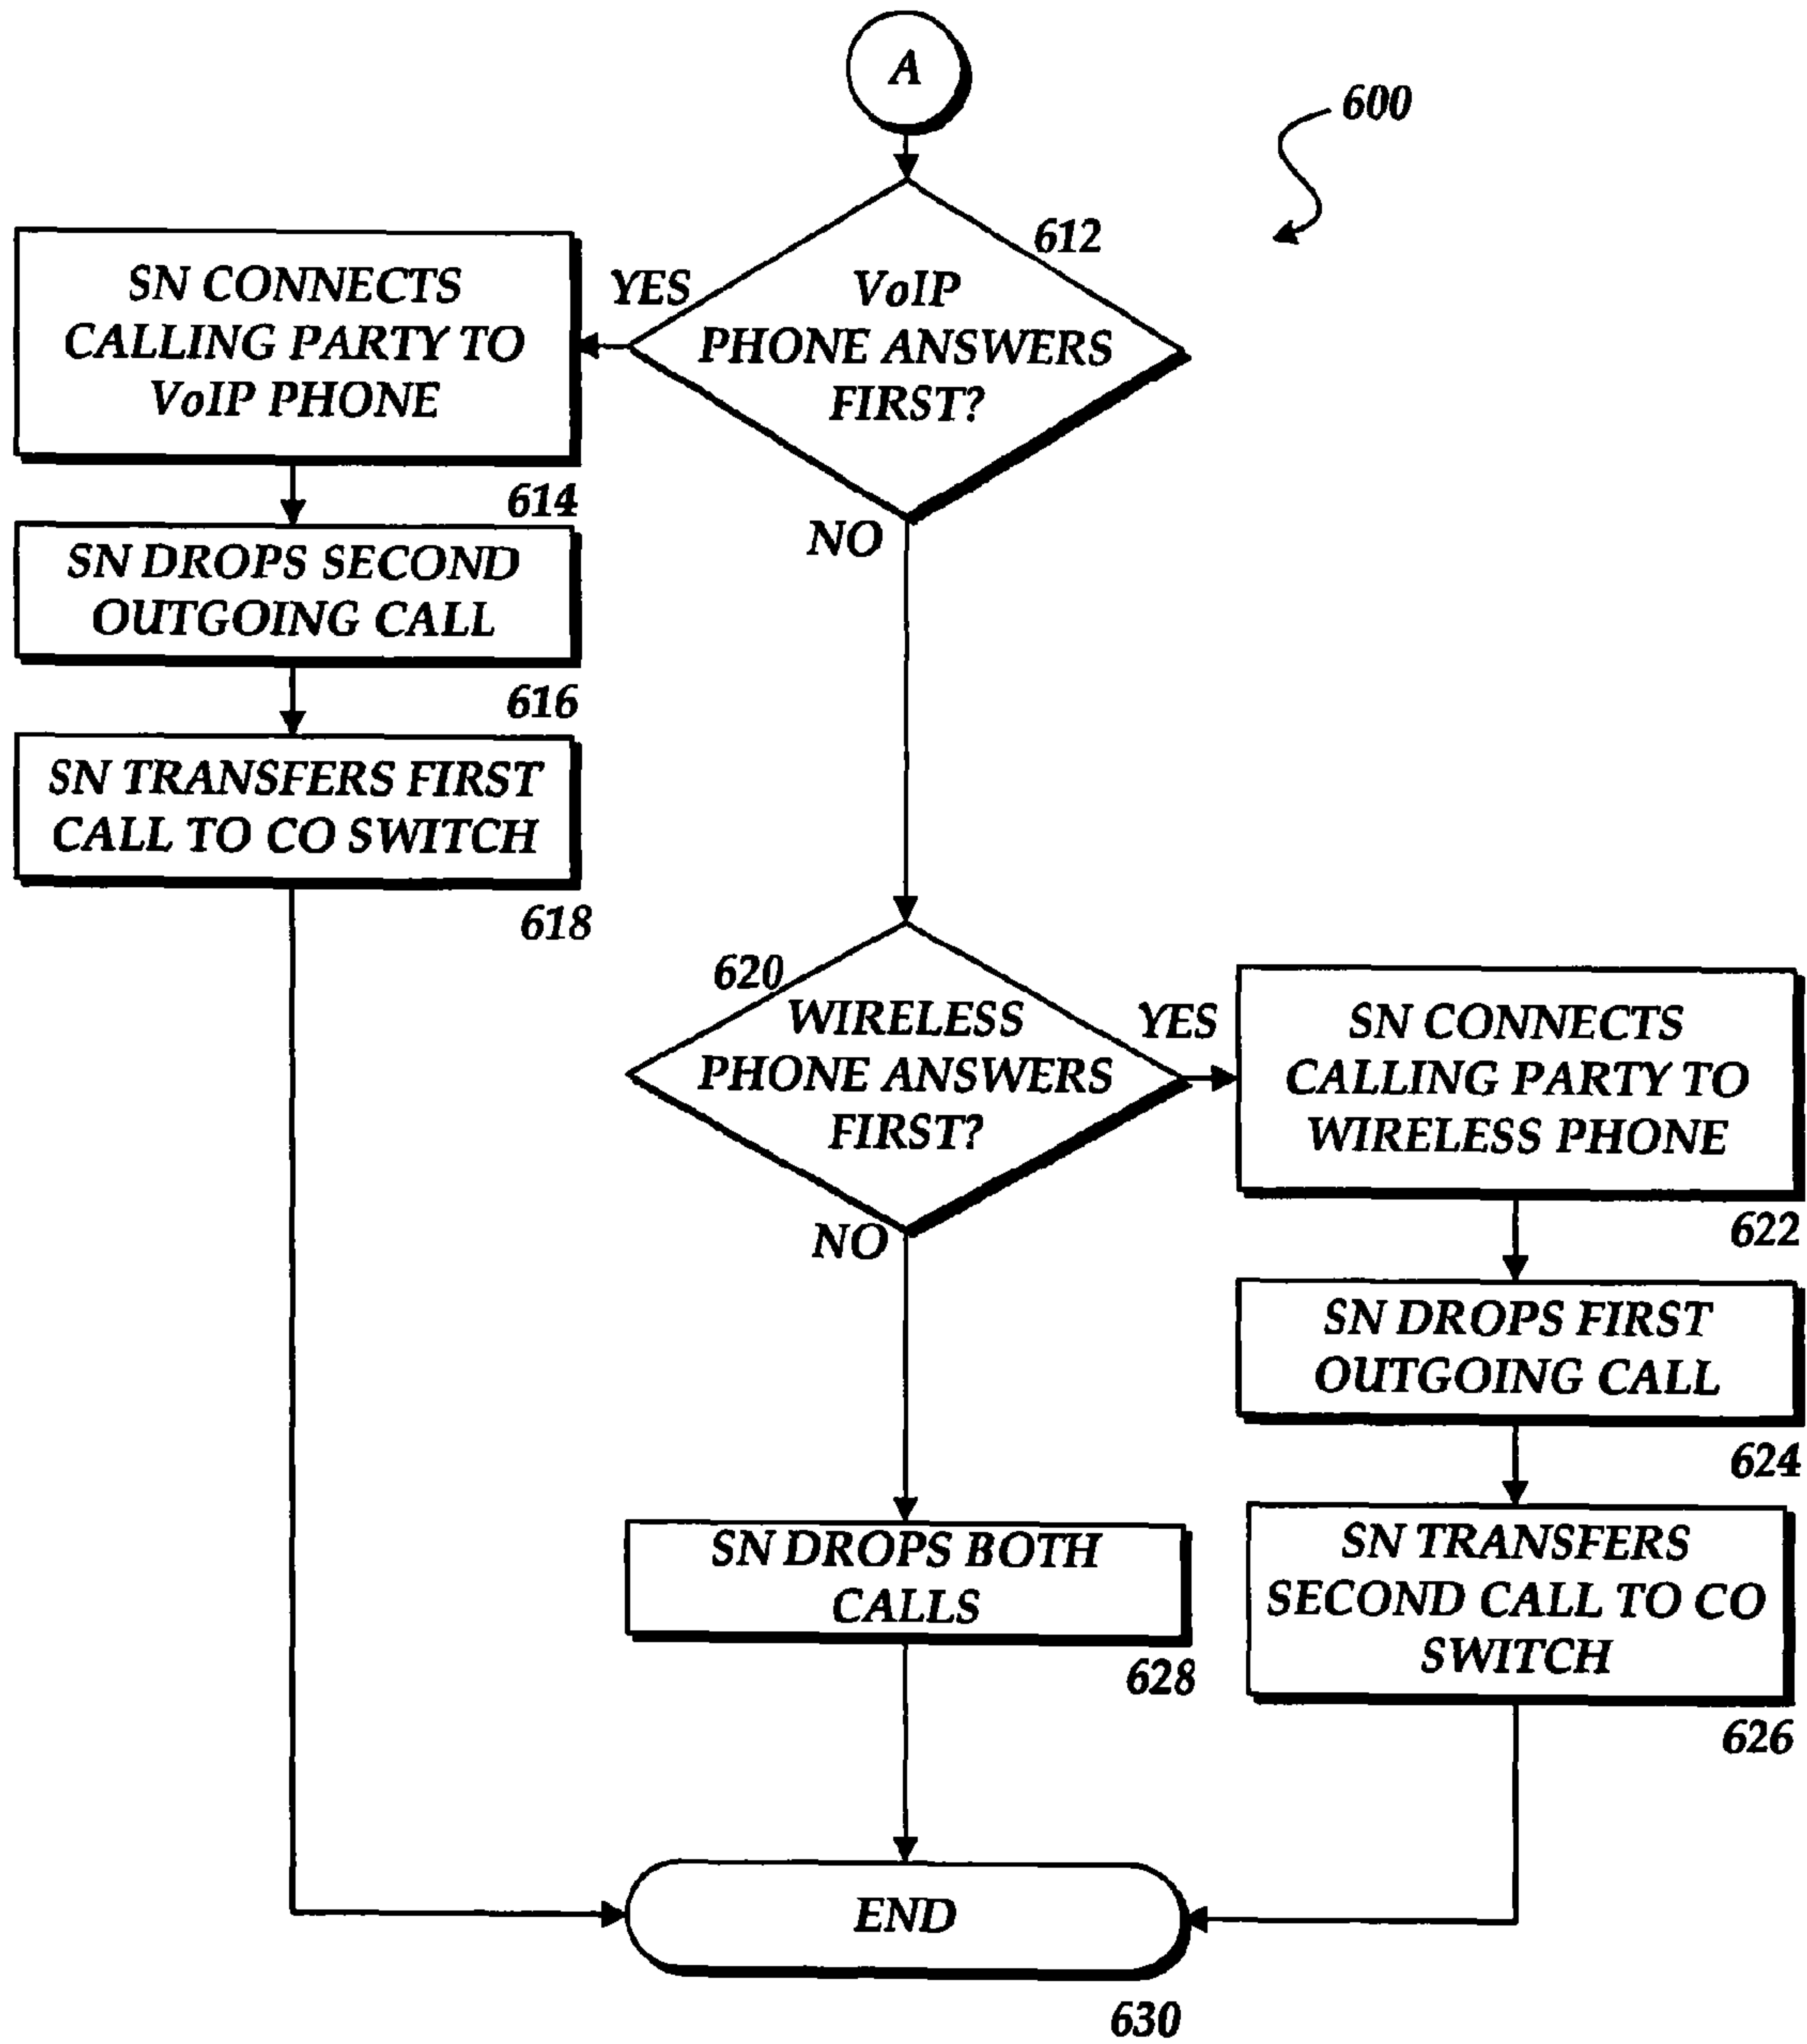 A
600
612
VoIP
PHONE ANSWERS
FIRST?
YES
NO
SN CONNECTS
CALLING PARTY TO
VoIP PHONE
614
SN DROPS SECOND
OUTGOING CALL
616
SN TRANSFERS FIRST
CALL TO CO SWITCH
618
620
WIRELESS
PHONE ANSWERS
FIRST?
YES
NO
SN CONNECTS
CALLING PARTY TO
WIRELESS PHONE
622
SN DROPS FIRST
OUTGOING CALL
624
SN TRANSFERS
SECOND CALL TO CO
SWITCH
626
SN DROPS BOTH
CALLS
628
END
630